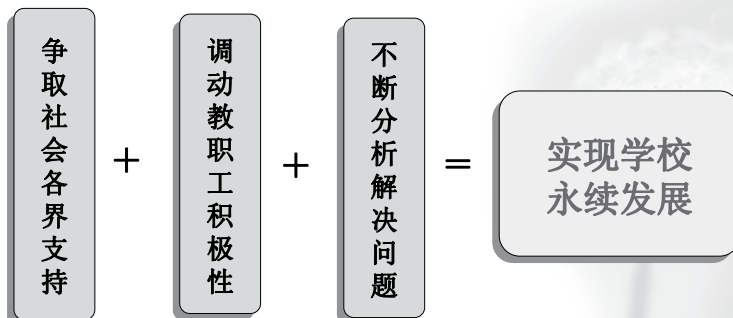 争取社会各界支持
+
调动教职工积极性
+
不断分析解决问题
=
实现学校
永续发展